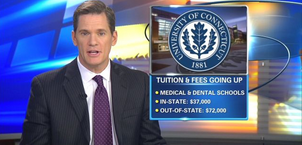 UNIVERSITY OF CONNECTICUT
1881
TUITION & FEES GOING UP
MEDICAL & DENTAL SCHOOLS
IN-STATE: $37,000
OUT-OF-STATE: $72,000